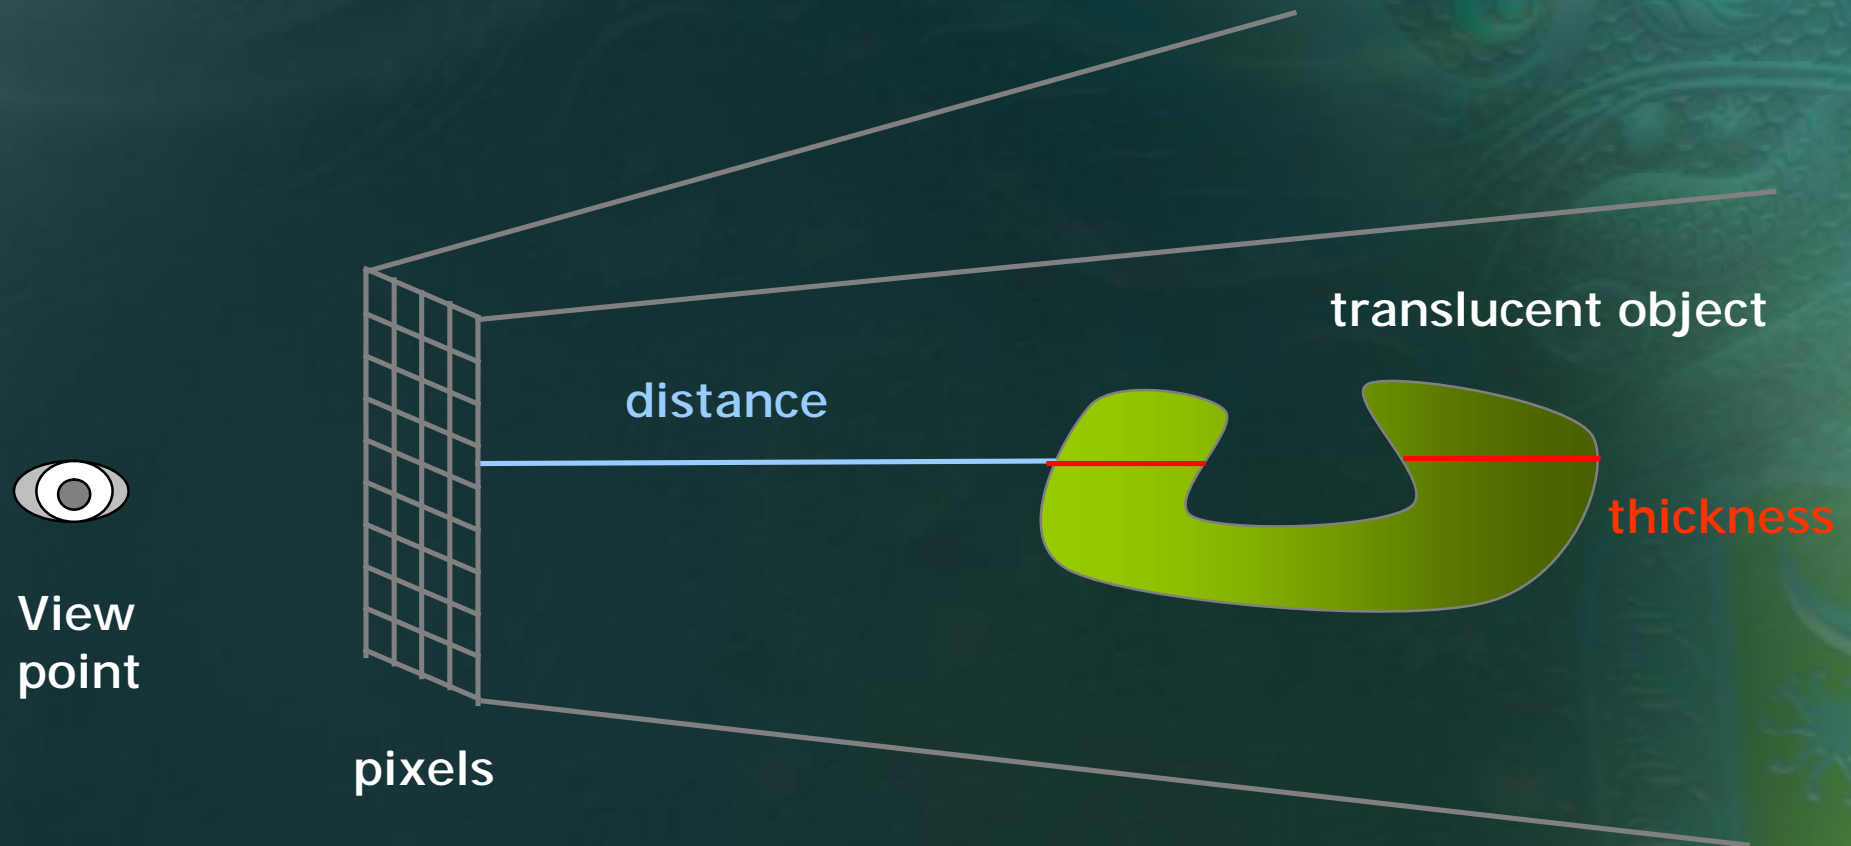 translucent object
distance
thickness
View
point
pixels